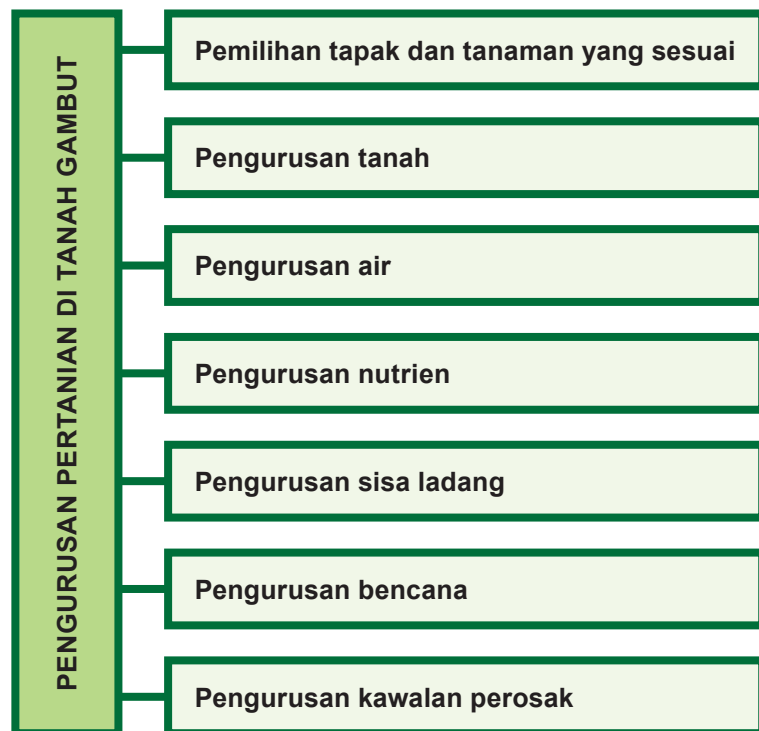 PENGURUSAN PERTANIAN DI TANAH GAMBUT
Pemilihan tapak dan tanaman yang sesuai
Pengurusan tanah
Pengurusan air
Pengurusan nutrien
Pengurusan sisa ladang
Pengurusan bencana
Pengurusan kawalan perosak